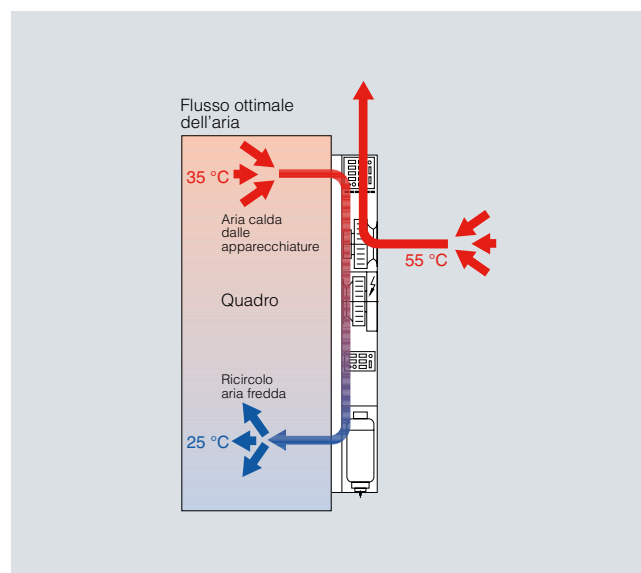 Flusso ottimale
dell'aria
35 °C
Aria calda
dalle
apparecchiature
55 °C
Quadro
Ricircolo
aria fredda
25 °C